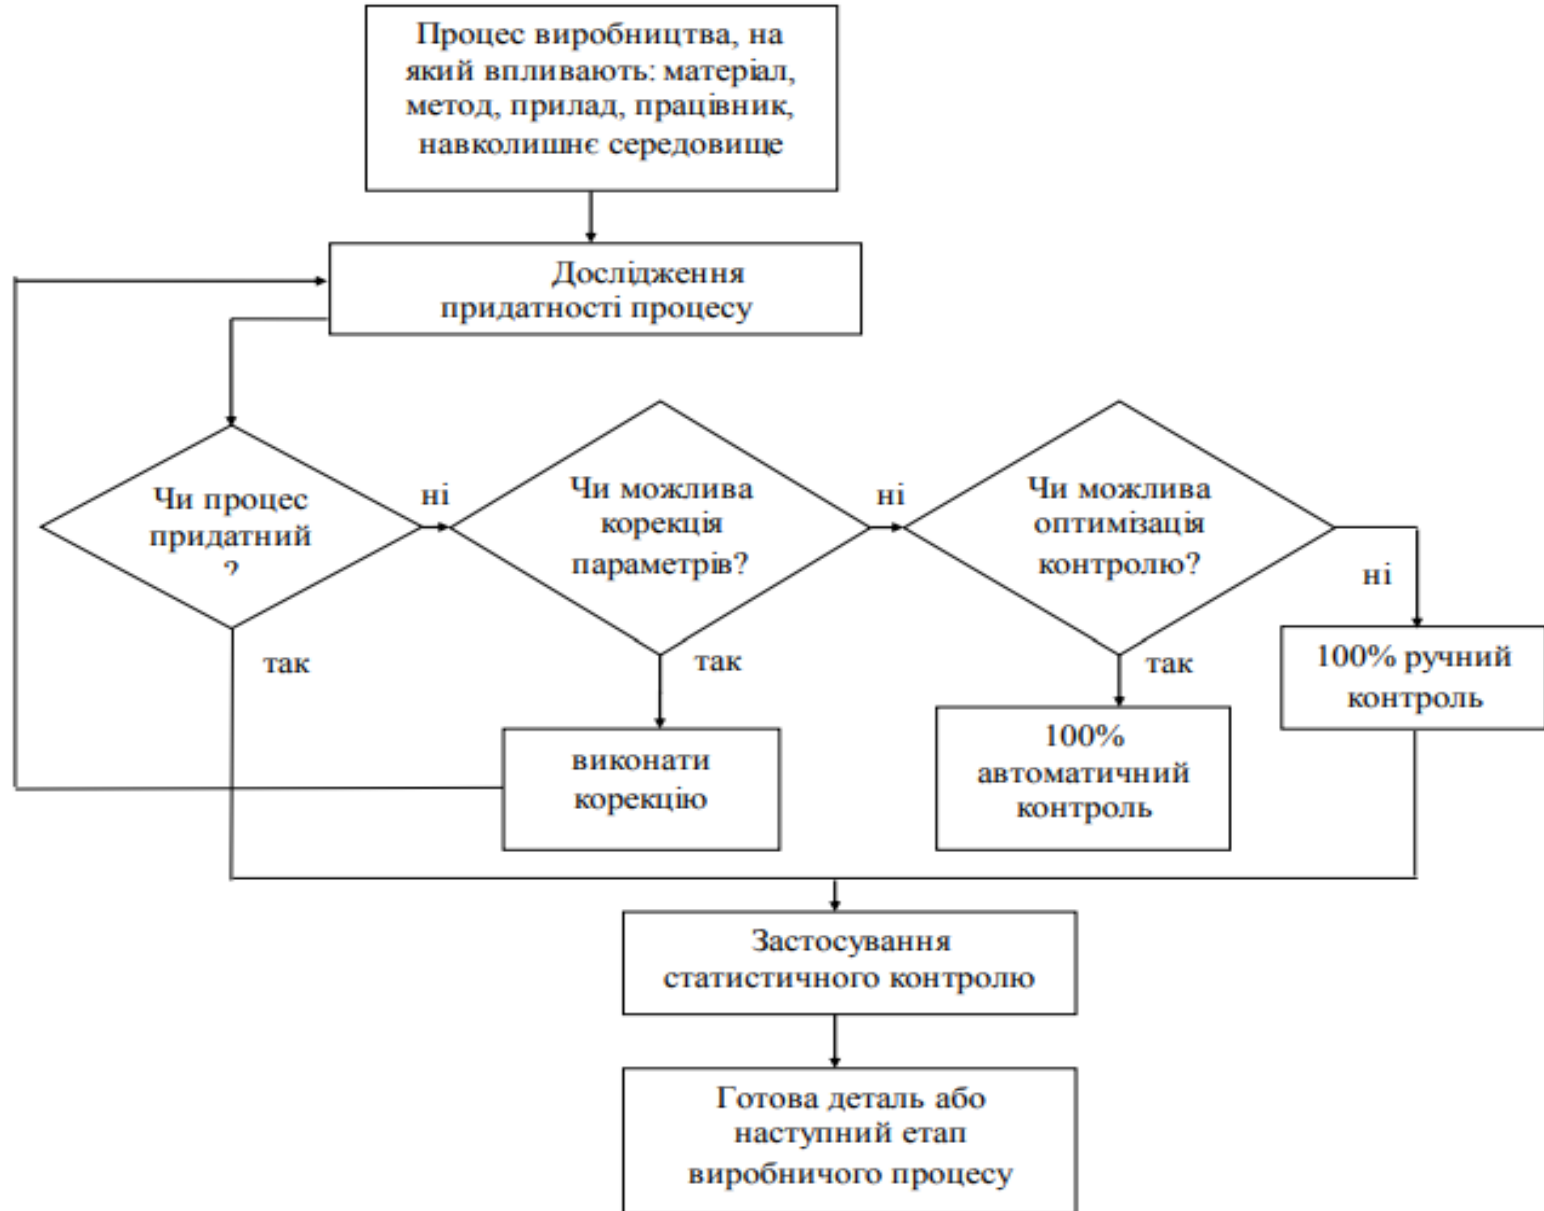 Процес виробництва, на
який впливають: матеріал,
метод, прилад, працівник,
навколишнє середовище
Дослідження
придатності процесу
Чи процес
придатний
?
ні
Чи можлива
корекція
параметрів?
ні
Чи можлива
оптимізація
контролю?
ні
так
так
так
100% ручний
контроль
виконати
корекцію
100%
автоматичний
контроль
Застосування
статистичного контролю
Готова деталь або
наступний етап
виробничого процесу